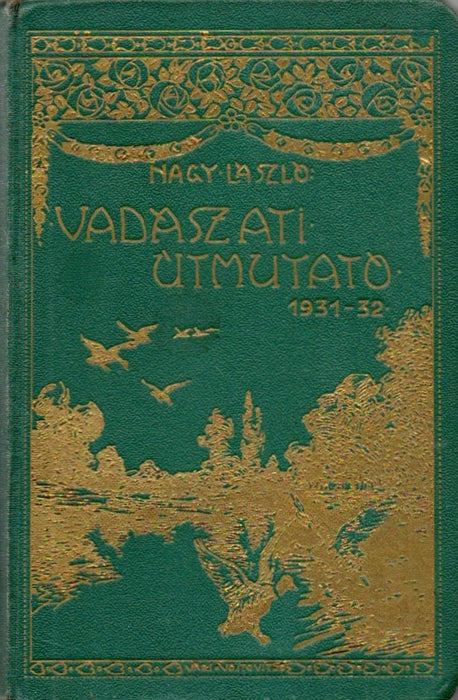 NAGY LÁSZLÓ:
VADÁSZATI
ÚTMUTATÓ
1931-32